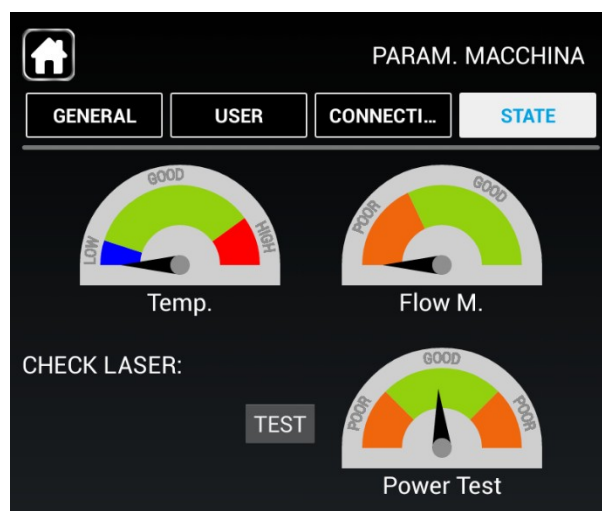 PARAM. MACCHINA
GENERAL
USER
CONNECTI...
STATE
LOW
GOOD
HIGH
Temp.
POOR
GOOD
Flow M.
CHECK LASER:
TEST
POOR
GOOD
POOR
Power Test